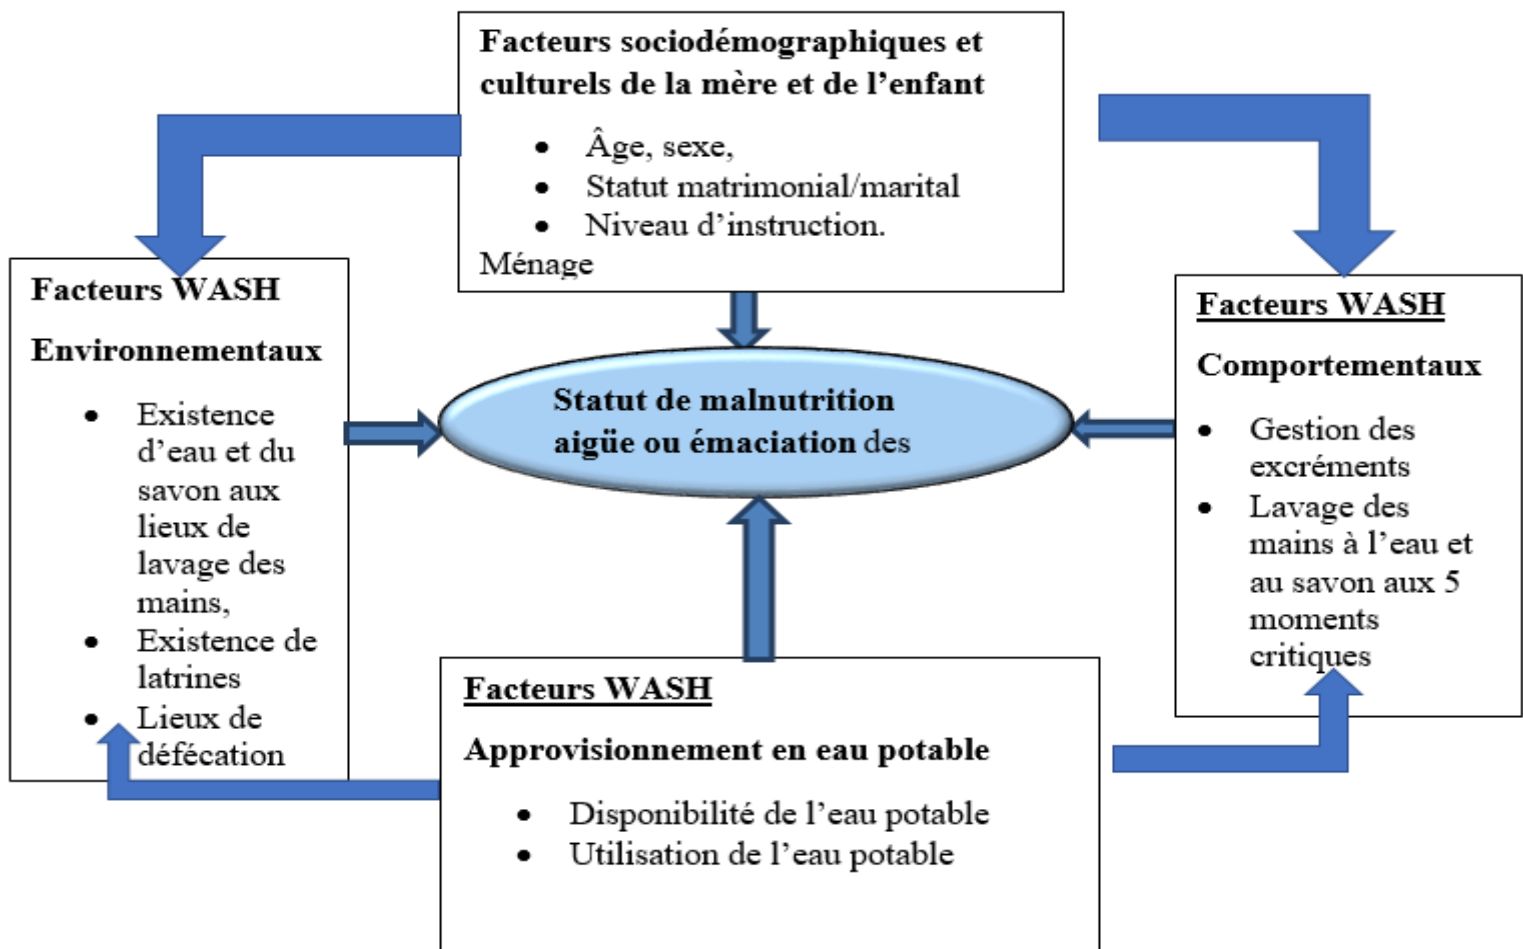 Facteurs sociodémographiques et
culturels de la mère et de l’enfant
• Âge, sexe,
• Statut matrimonial/marital
• Niveau d’instruction.
Ménage
Facteurs WASH
Environnementaux
• Existence
d’eau et du
savon aux
lieux de
lavage des
mains,
• Existence de
latrines
• Lieux de
défécation
Statut de malnutrition
aigüe ou émaciation des
Facteurs WASH
Comportementaux
• Gestion des
excréments
• Lavage des
mains à l’eau et
au savon aux 5
moments
critiques
Facteurs WASH
Approvisionnement en eau potable
• Disponibilité de l’eau potable
• Utilisation de l’eau potable